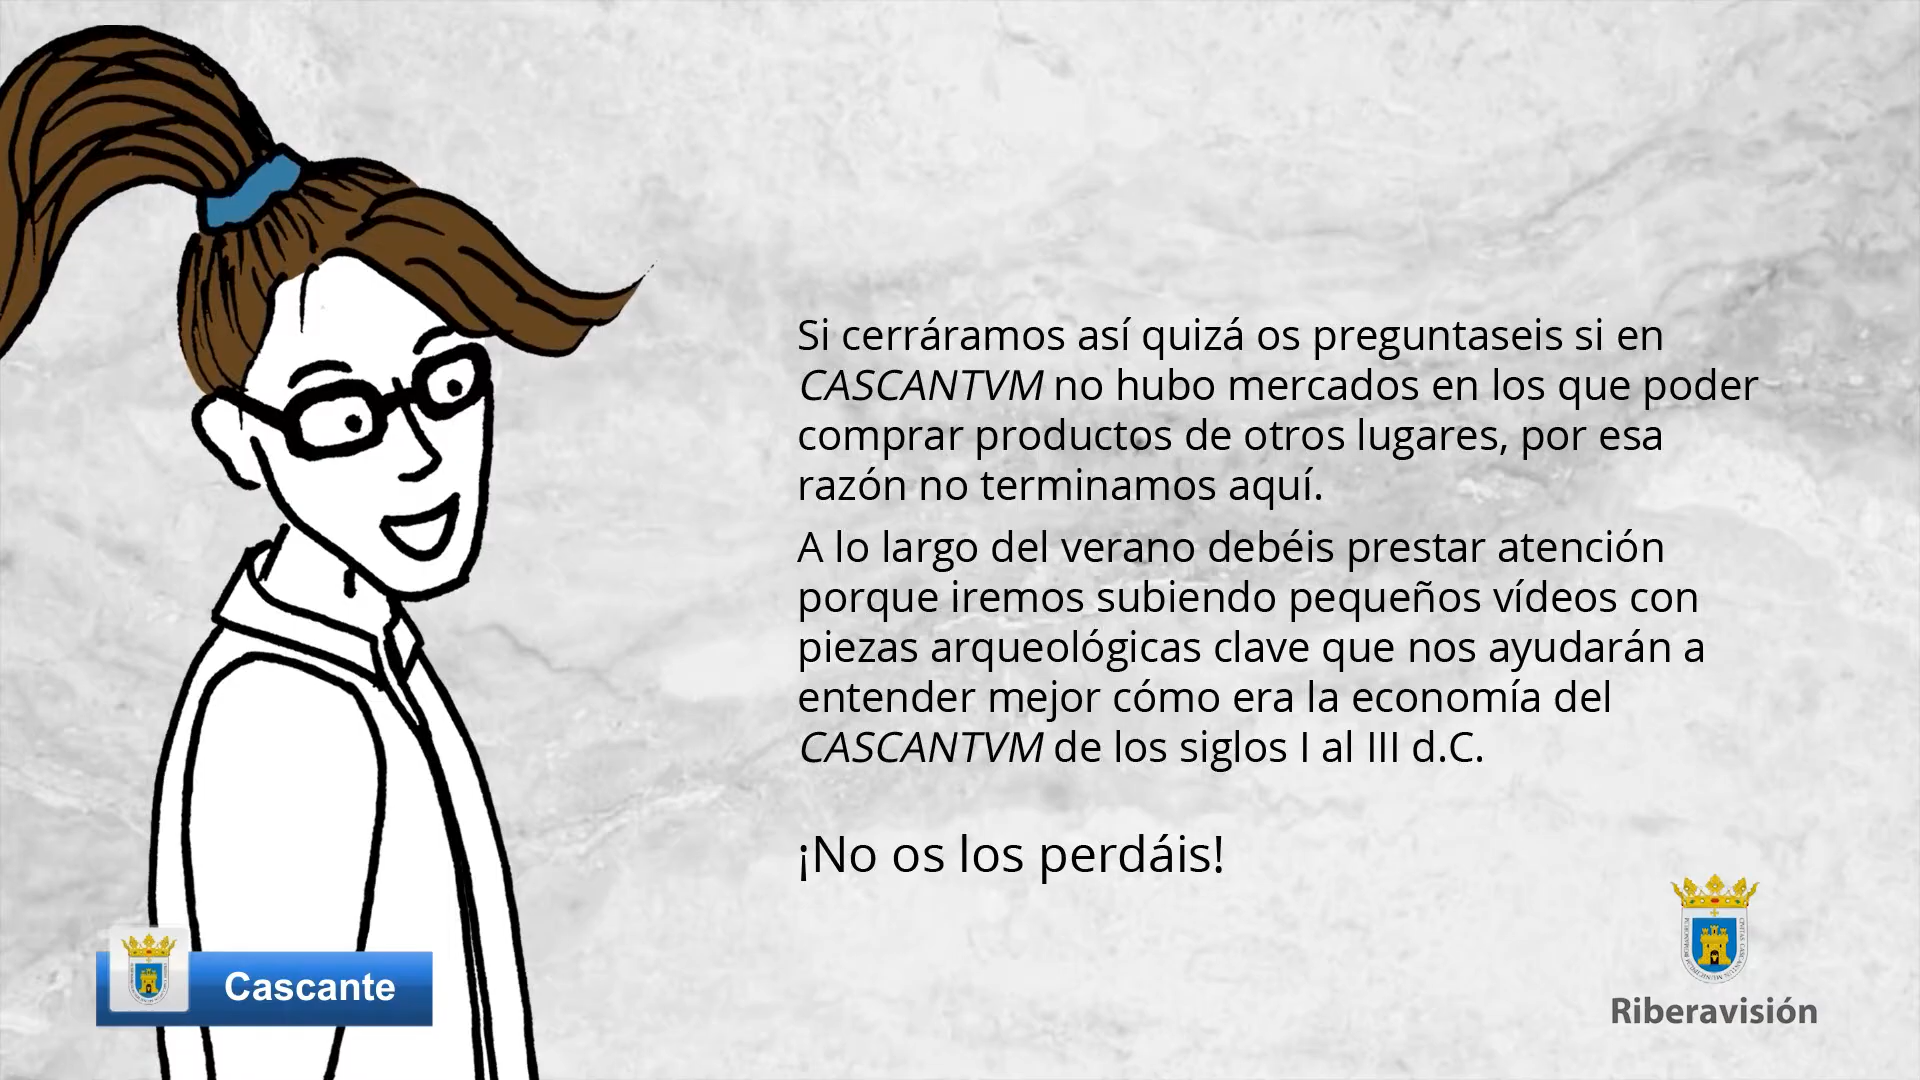 Si cerráramos así quizá os preguntaseis si en
CASCANTVM no hubo mercados en los que poder
comprar productos de otros lugares, por esa
razón no terminamos aquí.
A lo largo del verano debéis prestar atención
porque iremos subiendo pequeños vídeos con
piezas arqueológicas clave que nos ayudarán a
entender mejor cómo era la economía del
CASCANTVM de los siglos I al III d.C.
¡No os los perdáis!
Cascante
Riberavisión